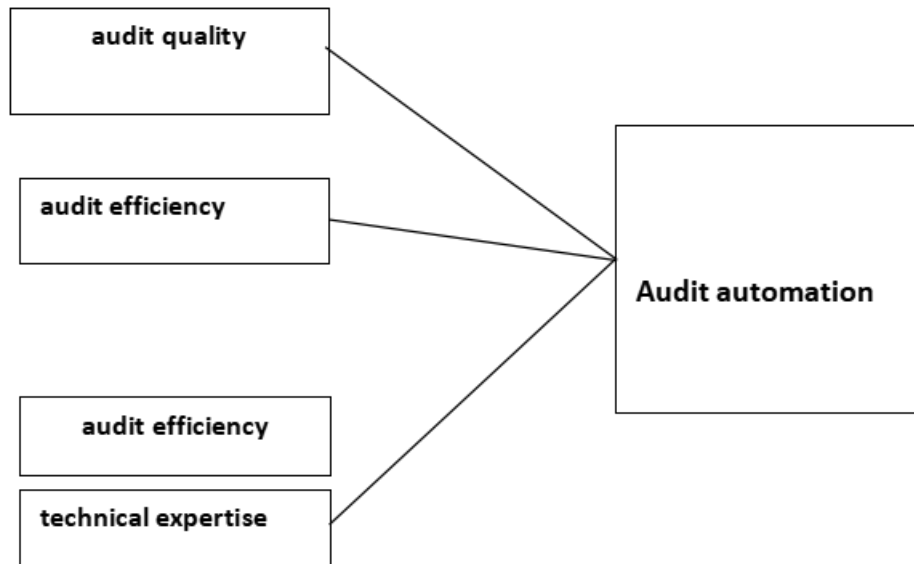 audit quality
audit efficiency
Audit automation
audit efficiency
technical expertise